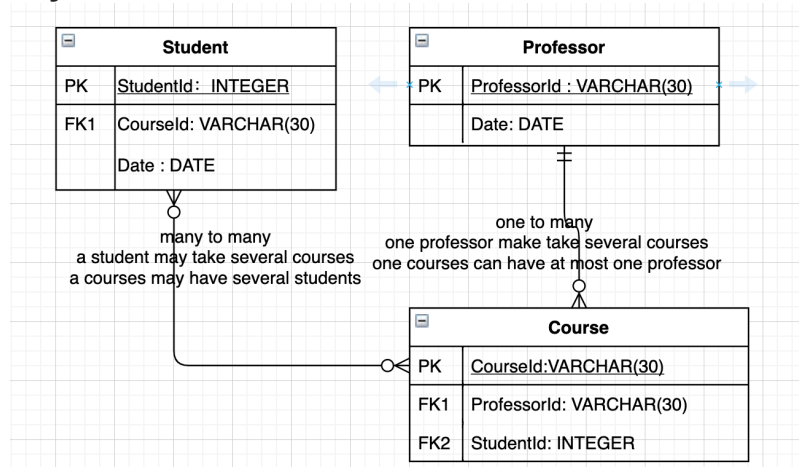 Student
PK StudentId: INTEGER
FK1 CourseId: VARCHAR(30)
Date : DATE
Professor
PK ProfessorId : VARCHAR(30)
Date: DATE
many to many
a student may take several courses
a courses may have several students
one to many
one professor make take several courses
one courses can have at most one professor
Course
PK CourseId:VARCHAR(30)
FK1 ProfessorId: VARCHAR(30)
FK2 StudentId: INTEGER